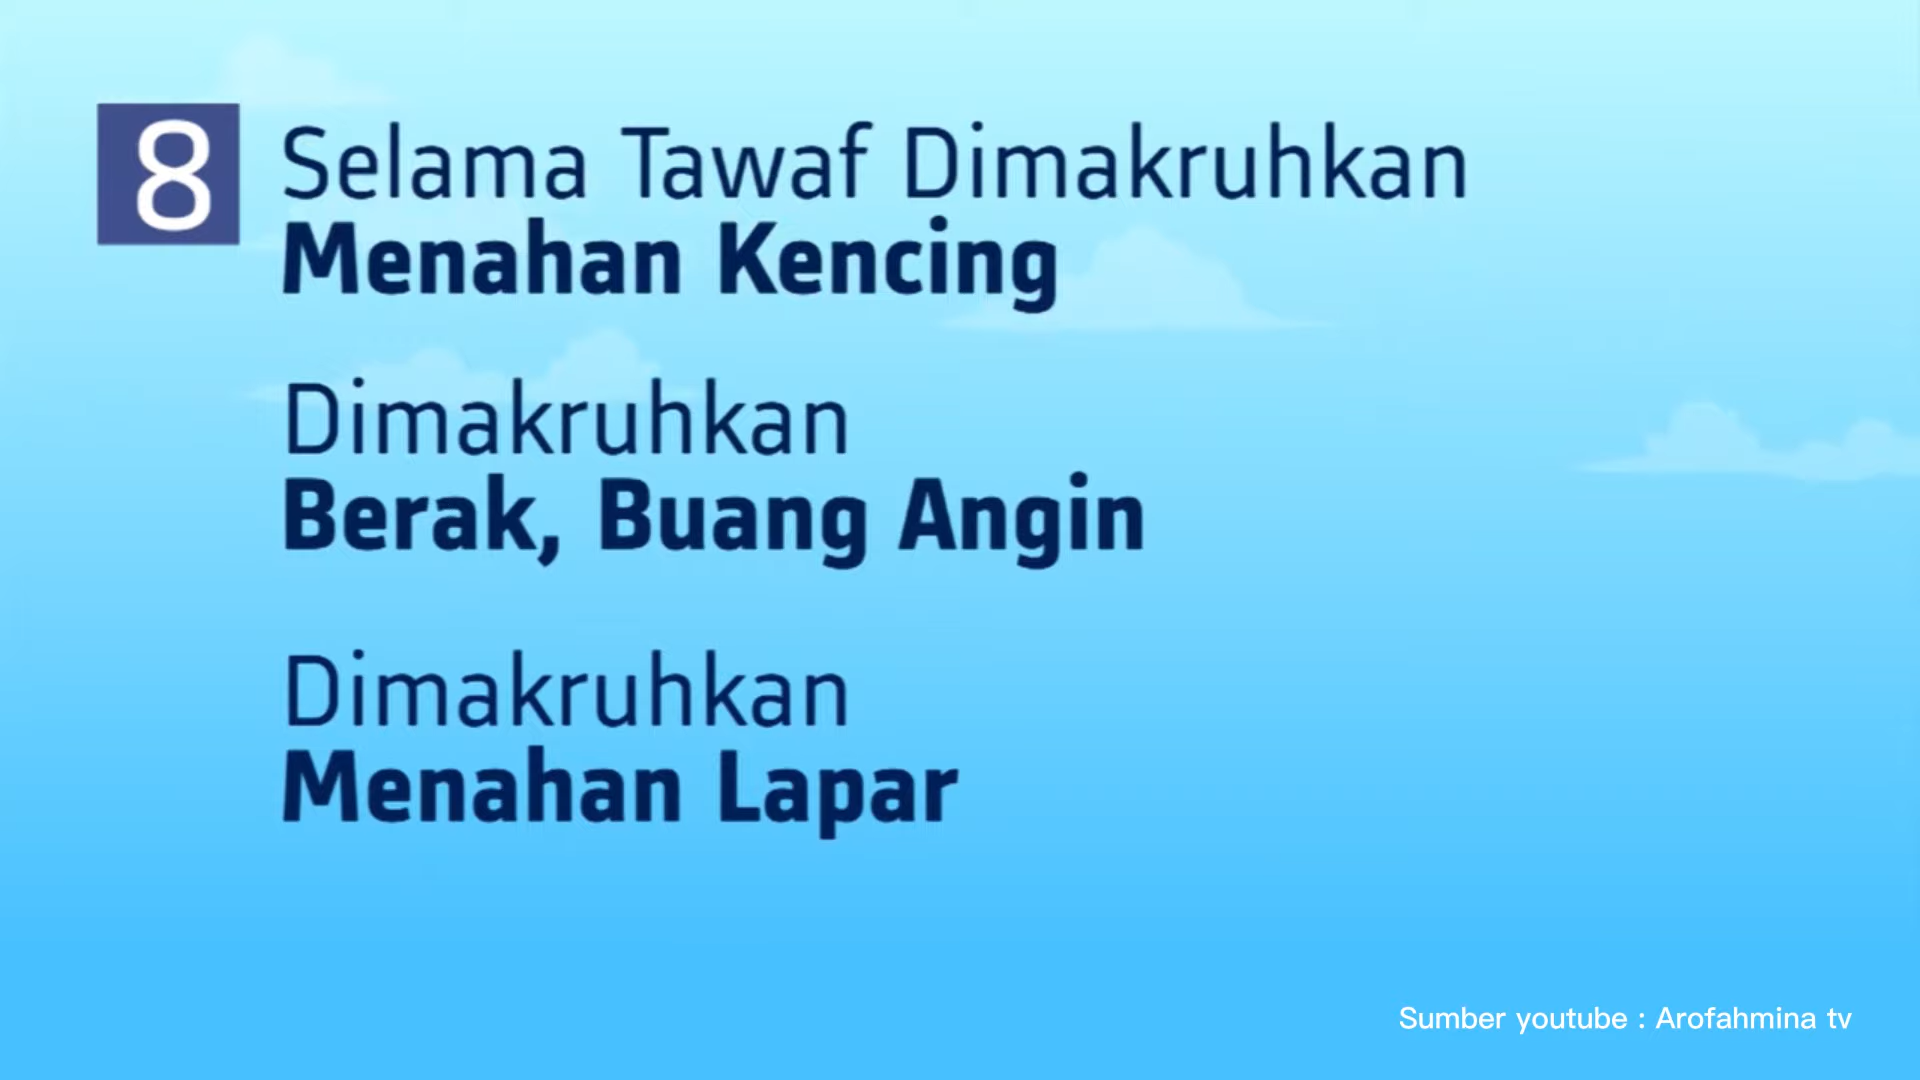 8 Selama Tawaf Dimakruhkan
Menahan Kencing
Dimakruhkan
Berak, Buang Angin
Dimakruhkan
Menahan Lapar
Sumber youtube : Arofahmina tv